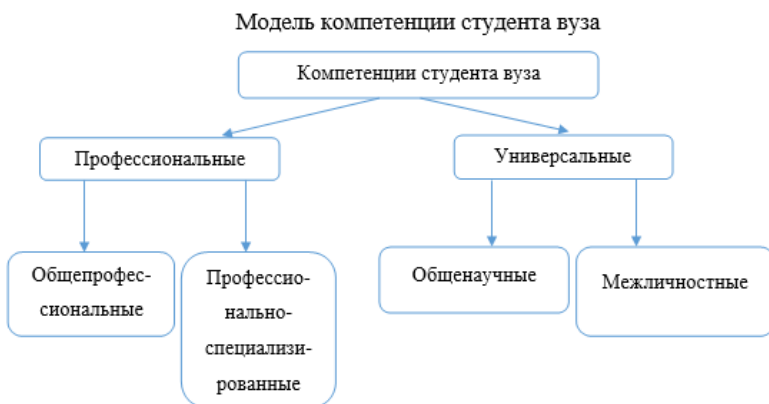 Модель компетенции студента вуза
Компетенции студента вуза
Профессиональные
Универсальные
Общепрофес-
сиональные
Профессио-
нально-
специализи-
рованные
Общенаучные
Межличностные